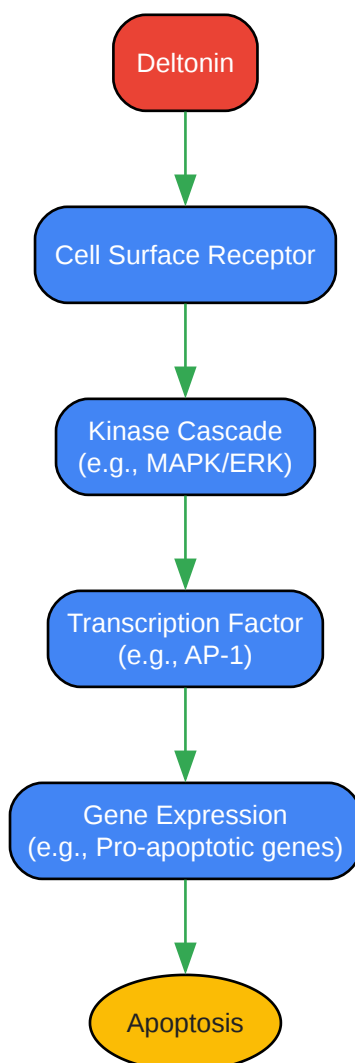 Deltonin
Cell Surface Receptor
Kinase Cascade
(e.g., MAPK/ERK)
Transcription Factor
(e.g., AP-1)
Gene Expression
(e.g., Pro-apoptotic genes)
Apoptosis